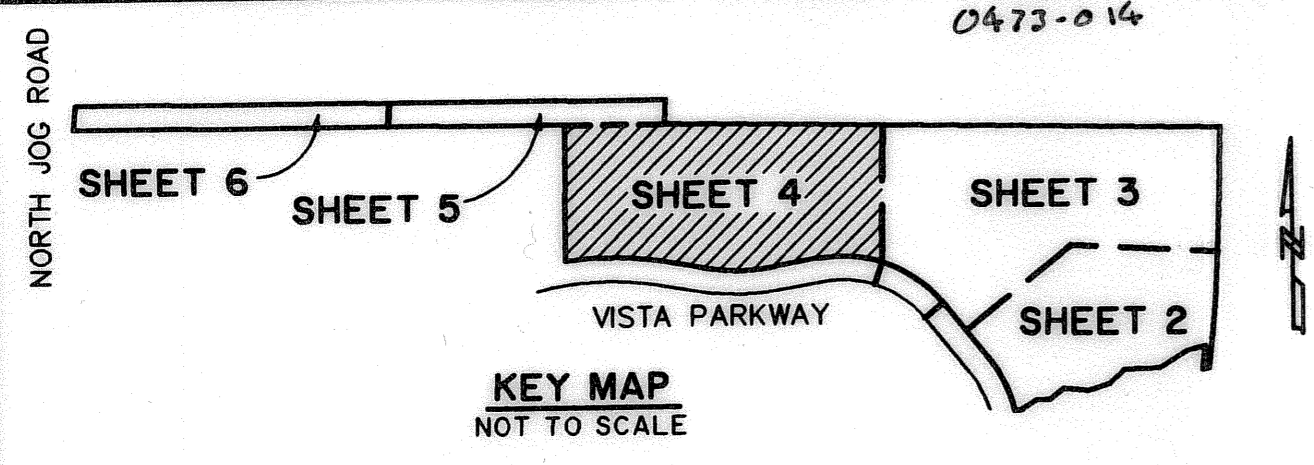 0473-014
NORTH JOG ROAD
SHEET 6
SHEET 5
SHEET 4
SHEET 3
SHEET 2
VISTA PARKWAY
KEY MAP
NOT TO SCALE
N